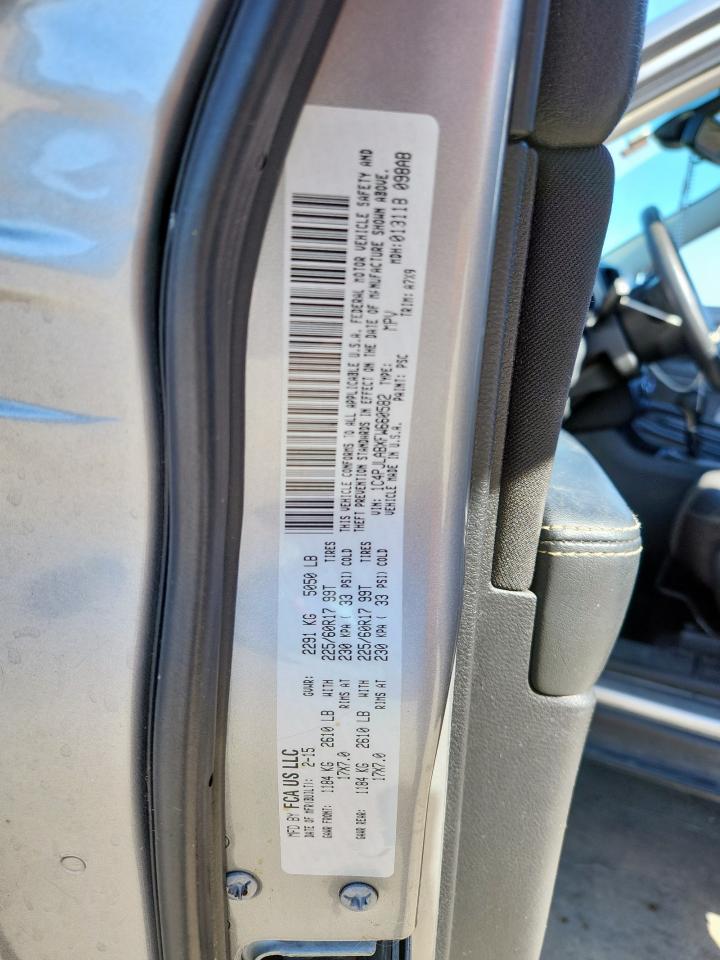 MFD BY FCA US LLC
DATE OF MFR(BUILT): 2-15 GVWR: 2291 KG 5050 LB
GAWR FRONT: 1184 KG 2610 LB WITH 225/60R17 99T TIRES
17X7.0 RIMS AT 230 KPA ( 33 PSI) COLD
GAWR REAR: 1184 KG 2610 LB WITH 225/60R17 99T TIRES
17X7.0 RIMS AT 230 KPA ( 33 PSI) COLD
THIS VEHICLE CONFORMS TO ALL APPLICABLE U.S.A. FEDERAL MOTOR VEHICLE SAFETY AND
THEFT PREVENTION STANDARDS IN EFFECT ON THE DATE OF MANUFACTURE SHOWN ABOVE.
VIN: 1C4PJLABXFW660582 TYPE: MPV MDH: 013118 098AB
VEHICLE MADE IN U.S.A. PAINT: PSC TRIM: A7X9